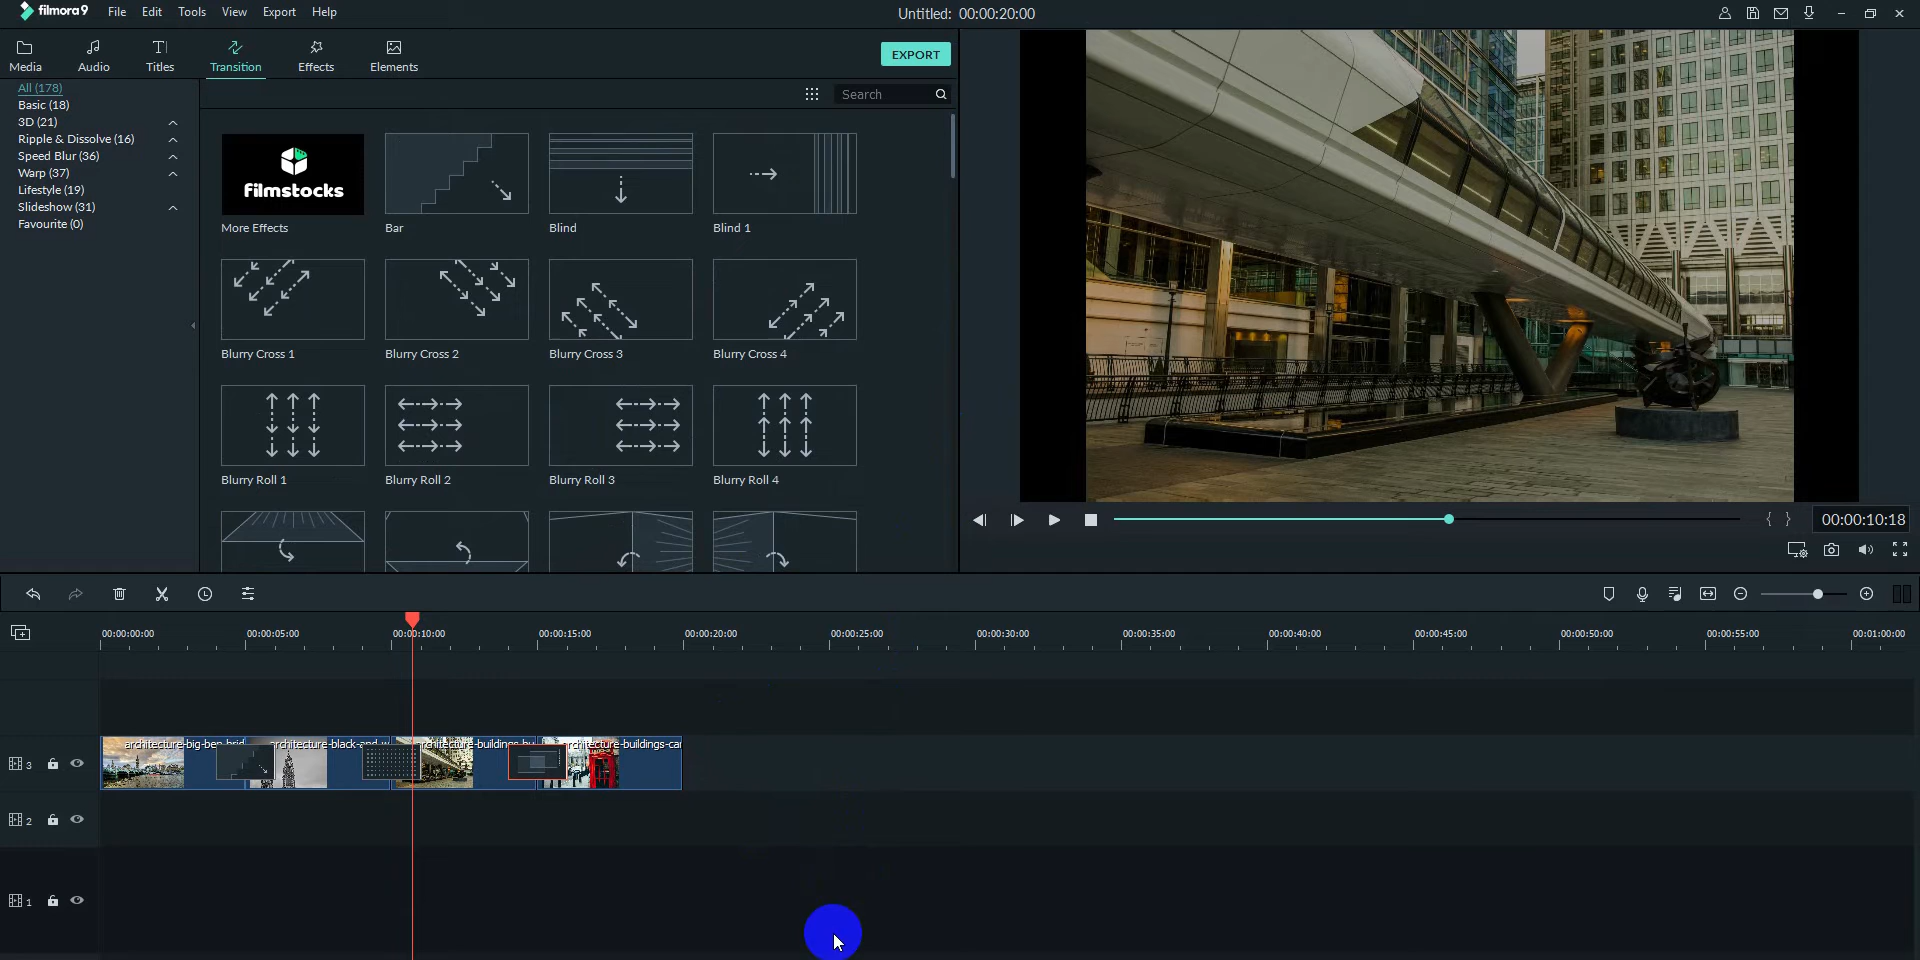 filmora9 File Edit Tools View Export Help Untitled: 00:00:20:00
Media Audio Titles Transition Effects Elements EXPORT
All (178)
Basic (18)
3D (21)
Ripple & Dissolve (16)
Speed Blur (36)
Warp (37)
Lifestyle (19)
Slideshow (31)
Favourite (0)
Search
filmstocks
More Effects Bar Blind Blind 1
Blurry Cross 1 Blurry Cross 2 Blurry Cross 3 Blurry Cross 4
Blurry Roll 1 Blurry Roll 2 Blurry Roll 3 Blurry Roll 4
00:00:10:18
00:00:00:00 00:00:05:00 00:00:10:00 00:00:15:00 00:00:20:00 00:00:25:00 00:00:30:00 00:00:35:00 00:00:40:00 00:00:45:00 00:00:50:00 00:00:55:00 00:01:00:00
architecture-big-ben-brid architecture-black-and-w architecture-buildings-bu architecture-buildings-car
3
2
1